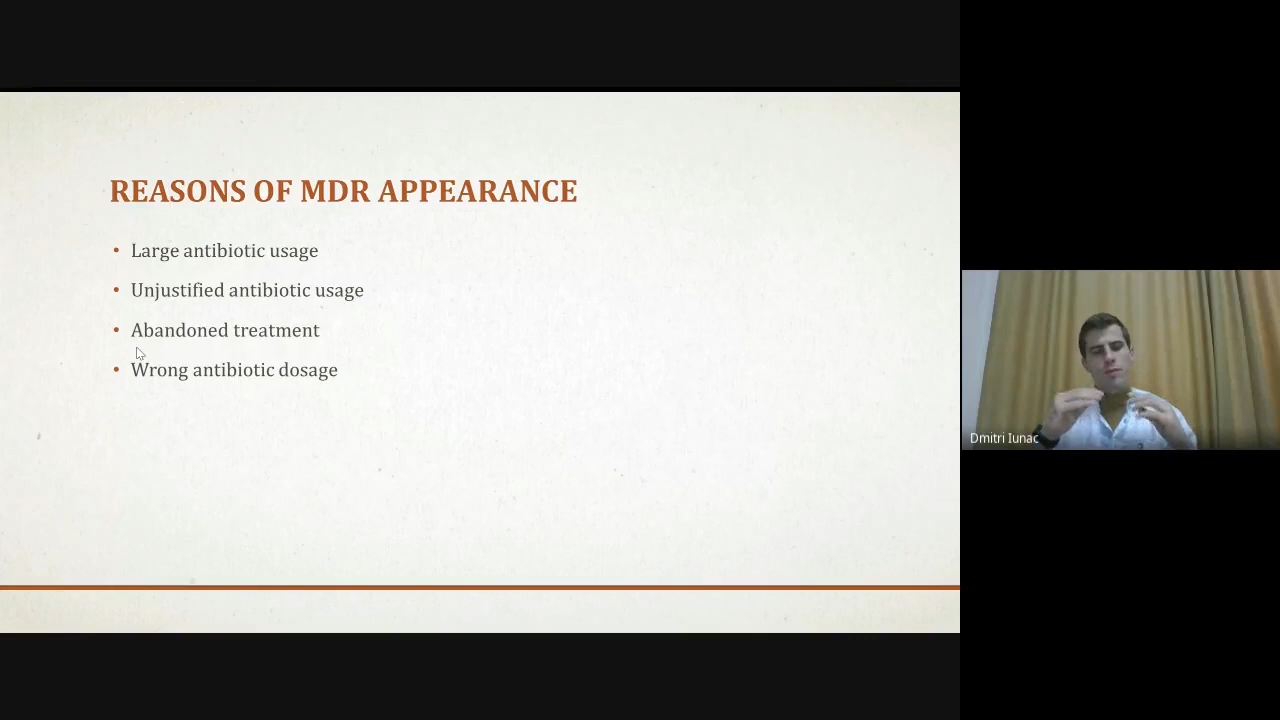 REASONS OF MDR APPEARANCE
• Large antibiotic usage
• Unjustified antibiotic usage
• Abandoned treatment
• Wrong antibiotic dosage
Dmitri Iunac